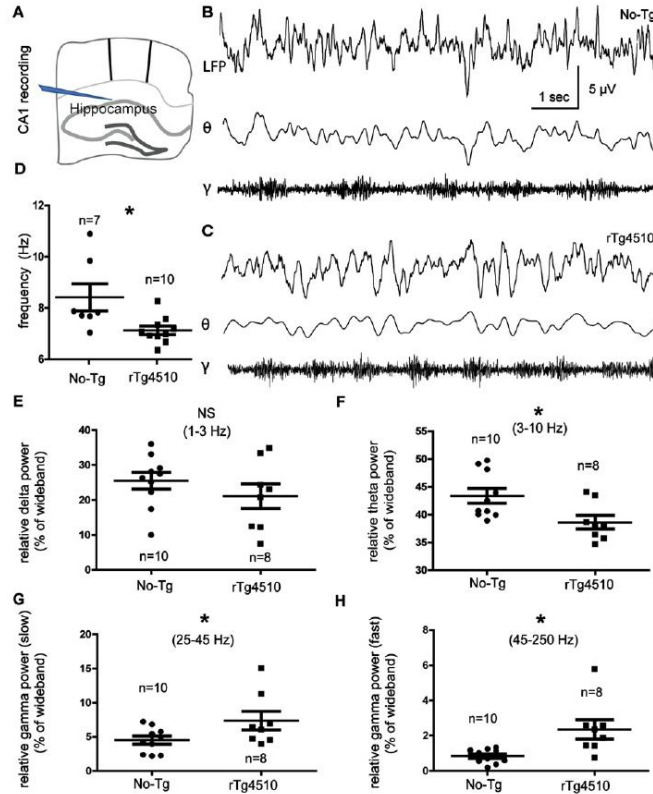 A
CA1 recording
Hippocampus
B
No-Tg
LFP
1 sec
5 µV
θ
γ
C
rTg4510
θ
γ
D
*
n=7
n=10
frequency (Hz)
12
10
8
6
No-Tg
rTg4510
E
NS
(1-3 Hz)
relative delta power
(% of wideband)
40
30
20
10
0
n=10
n=8
No-Tg
rTg4510
F
*
(3-10 Hz)
n=10
n=8
relative theta power
(% of wideband)
55
50
45
40
35
30
No-Tg
rTg4510
G
*
(25-45 Hz)
relative gamma power (slow)
(% of wideband)
20
15
10
5
0
n=10
n=8
No-Tg
rTg4510
H
*
(45-250 Hz)
relative gamma power (fast)
(% of wideband)
8
6
4
2
0
n=10
n=8
No-Tg
rTg4510